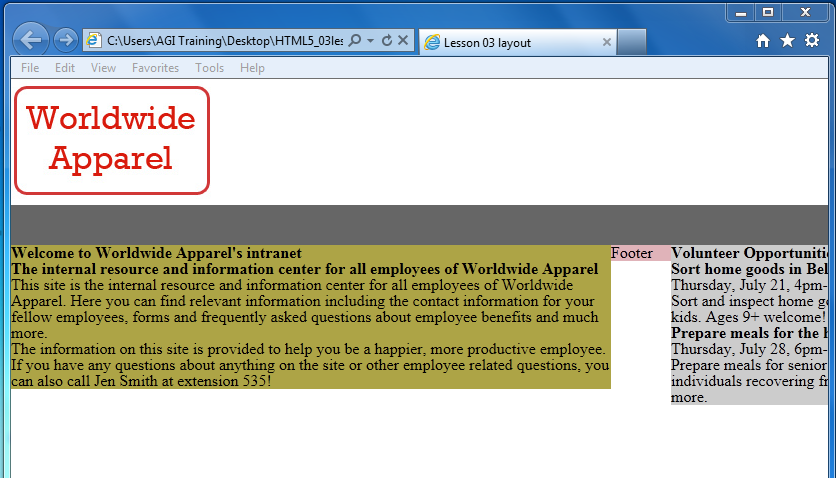 C:\Users\AGI Training\Desktop\HTML5_03les
Lesson 03 layout
File Edit View Favorites Tools Help
Worldwide
Apparel
Welcome to Worldwide Apparel's intranet
The internal resource and information center for all employees of Worldwide Apparel
This site is the internal resource and information center for all employees of Worldwide
Apparel. Here you can find relevant information including the contact information for your
fellow employees, forms and frequently asked questions about employee benefits and much
more.
The information on this site is provided to help you be a happier, more productive employee.
If you have any questions about anything on the site or other employee related questions, you
can also call Jen Smith at extension 535!
Footer
Volunteer Opportuniti
Sort home goods in Bel
Thursday, July 21, 4pm-
Sort and inspect home g
kids. Ages 9+ welcome!
Prepare meals for the h
Thursday, July 28, 6pm-
Prepare meals for senior
individuals recovering fr
more.